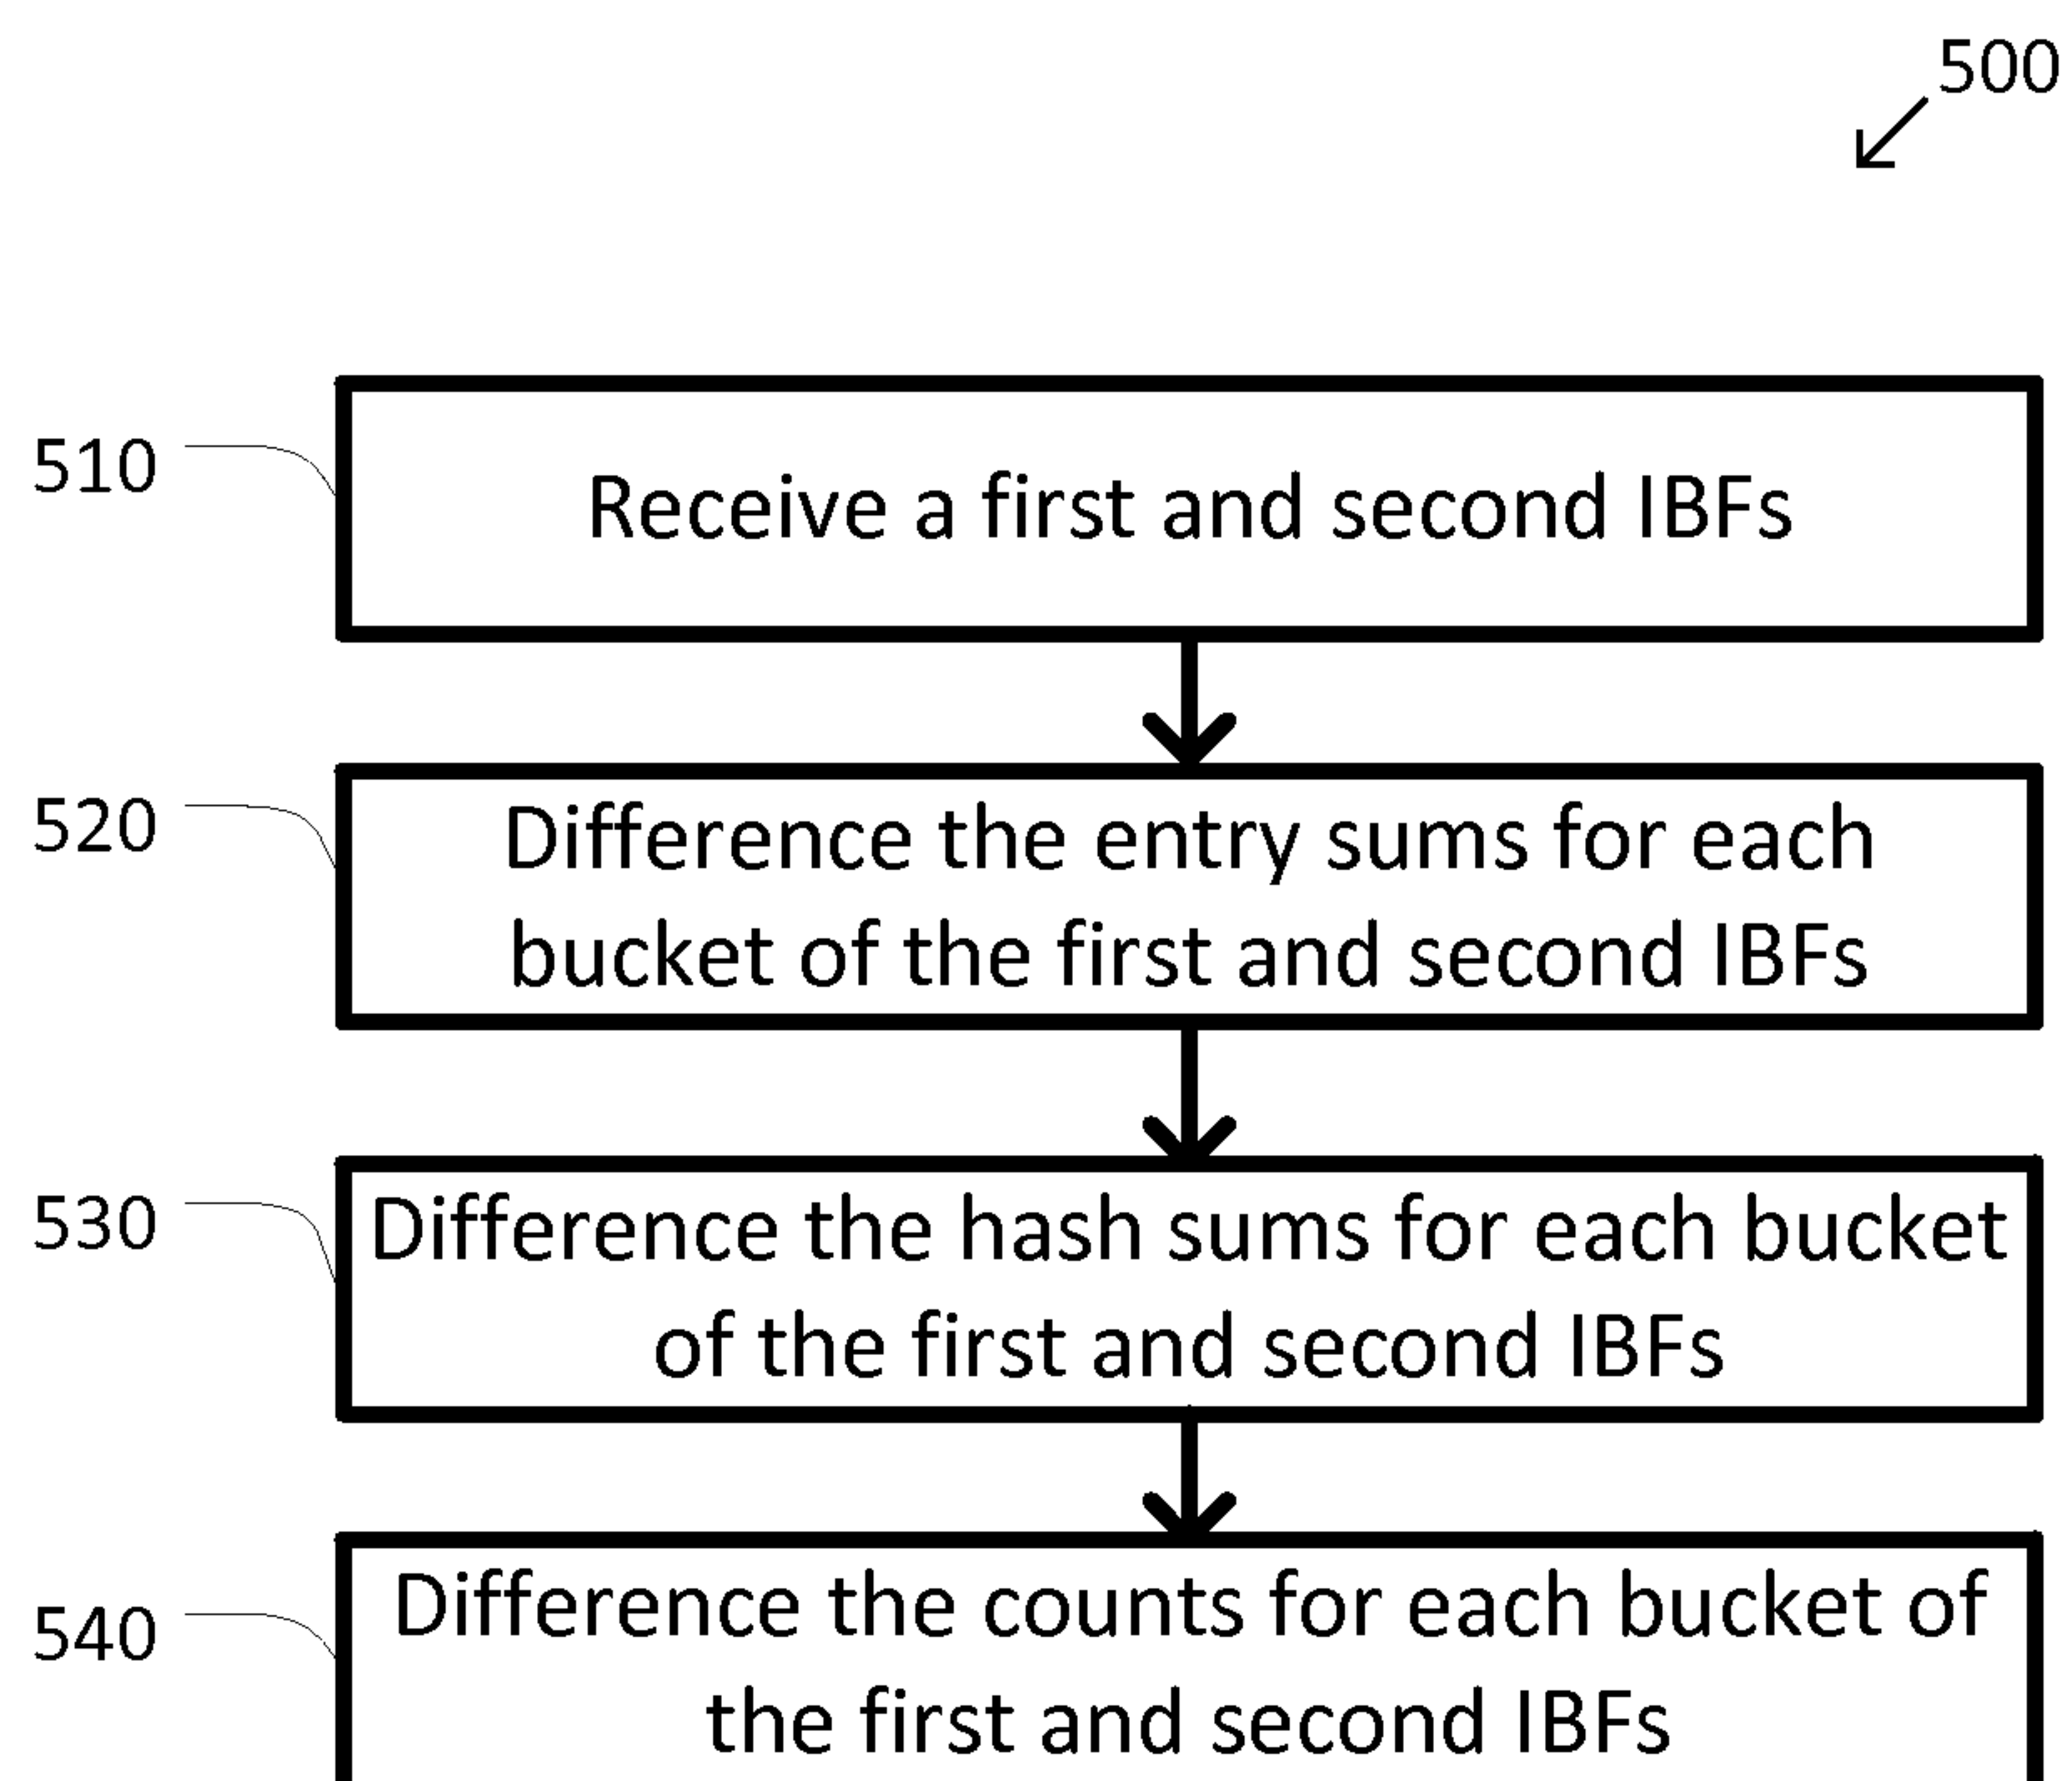 500
510
Receive a first and second IBFs
520
Difference the entry sums for each
bucket of the first and second IBFs
530
Difference the hash sums for each bucket
of the first and second IBFs
540
Difference the counts for each bucket of
the first and second IBFs